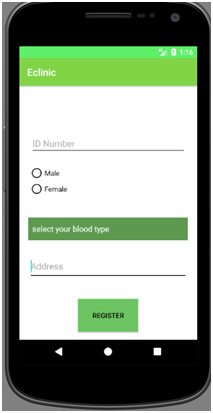 1:16
Eclinic
ID Number
Male
Female
select your blood type
Address
REGISTER